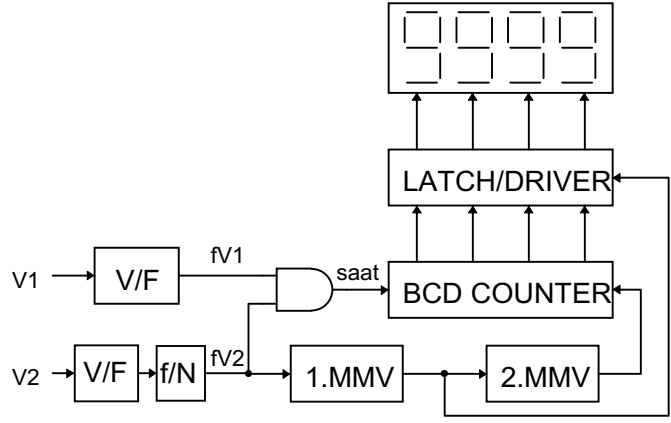 9999
LATCH/DRIVER
fV1
saat
V1
V/F
BCD COUNTER
fV2
V2
V/F
f/N
1.MMV
2.MMV